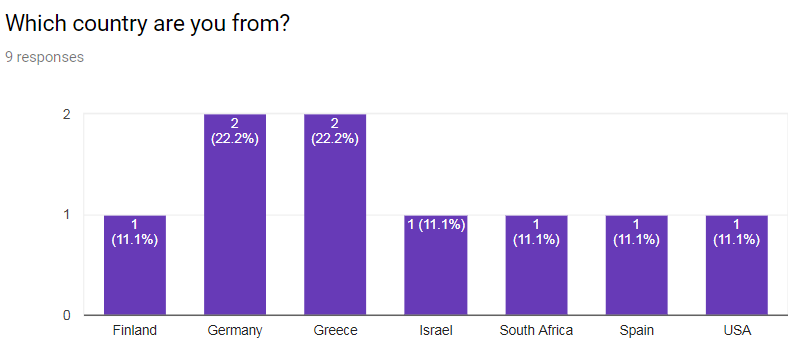 Which country are you from?
9 responses
2
1
0
1
(11.1%)
2
(22.2%)
2
(22.2%)
1 (11.1%)
1
(11.1%)
1
(11.1%)
1
(11.1%)
Finland
Germany
Greece
Israel
South Africa
Spain
USA